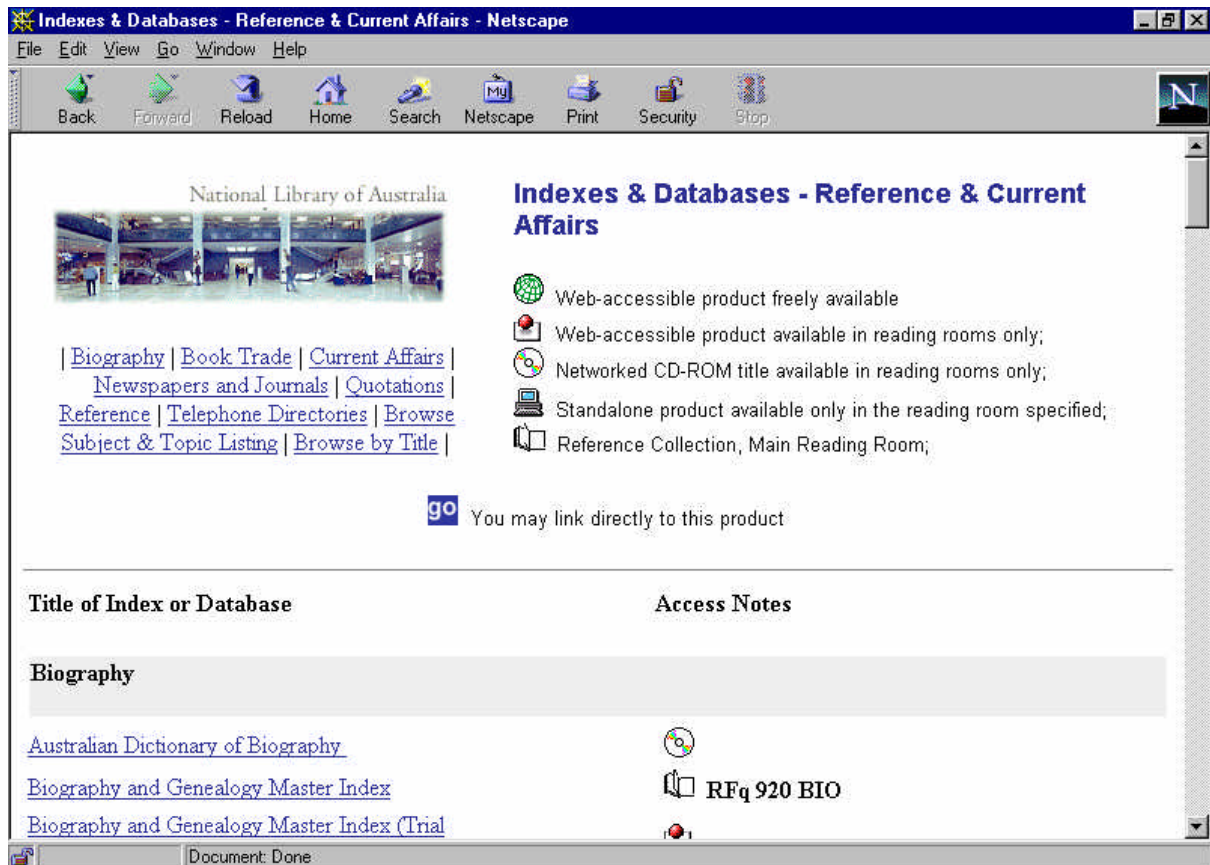 Indexes & Databases - Reference & Current Affairs - Netscape
File Edit View Go Window Help
Back Forward Reload Home Search Netscape Print Security Stop
My
N
National Library of Australia
| Biography | Book Trade | Current Affairs |
Newspapers and Journals | Quotations |
Reference | Telephone Directories | Browse
Subject & Topic Listing | Browse by Title |
Indexes & Databases - Reference & Current
Affairs
Web-accessible product freely available
Web-accessible product available in reading rooms only;
Networked CD-ROM title available in reading rooms only;
Standalone product available only in the reading room specified;
Reference Collection, Main Reading Room;
go You may link directly to this product
Title of Index or Database Access Notes
Biography
Australian Dictionary of Biography
Biography and Genealogy Master Index RFq 920 BIO
Biography and Genealogy Master Index (Trial
Document: Done